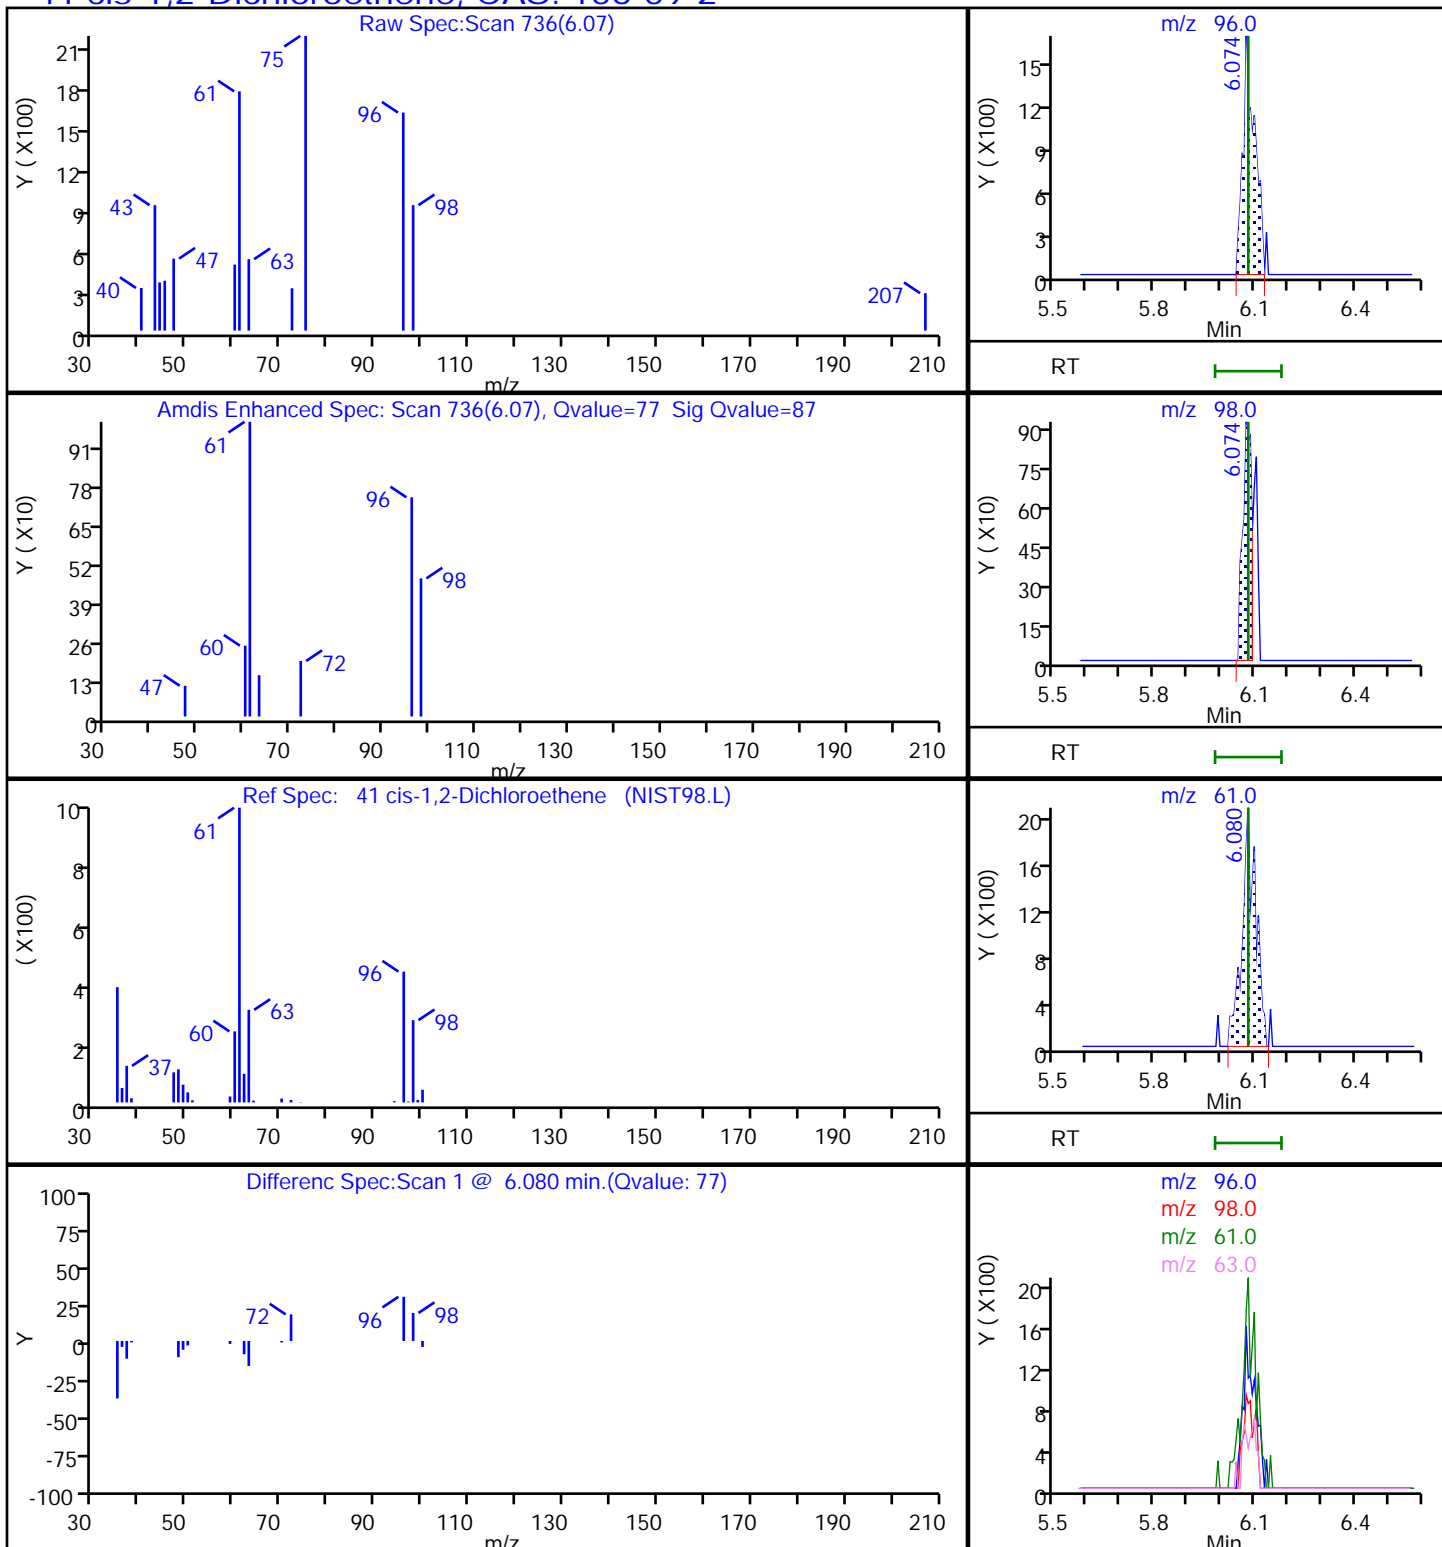 cis-1,2-Dichloroethene, CAS:
Raw Spec:Scan 736(6.07)
Y ( X100)
21
18
15
12
9
6
3
0
40
43
47
61
63
75
96
98
207
30 50 70 90 110 130 150 170 190 210
m/z
m/z 96.0
Y ( X100)
15
12
9
6
3
0
6.074
5.5 5.8 6.1 6.4
Min
RT
Amdis Enhanced Spec: Scan 736(6.07), Qvalue=77 Sig Qvalue=87
Y ( X10)
91
78
65
52
39
26
13
0
47
60
61
72
96
98
30 50 70 90 110 130 150 170 190 210
m/z
m/z 98.0
Y ( X10)
90
75
60
45
30
15
0
6.074
5.5 5.8 6.1 6.4
Min
RT
Ref Spec: 41 cis-1,2-Dichloroethene (NIST98.L)
( X100)
10
8
6
4
2
0
37
60
61
63
96
98
30 50 70 90 110 130 150 170 190 210
m/z 61.0
Y ( X100)
20
16
12
8
4
0
6.080
5.5 5.8 6.1 6.4
Min
RT
Differenc Spec:Scan 1 @ 6.080 min.(Qvalue: 77)
Y
100
75
50
25
0
-25
-50
-75
-100
72
96
98
30 50 70 90 110 130 150 170 190 210
m/z
m/z 96.0
m/z 98.0
m/z 61.0
m/z 63.0
Y ( X100)
20
16
12
8
4
0
5.5 5.8 6.1 6.4
Min